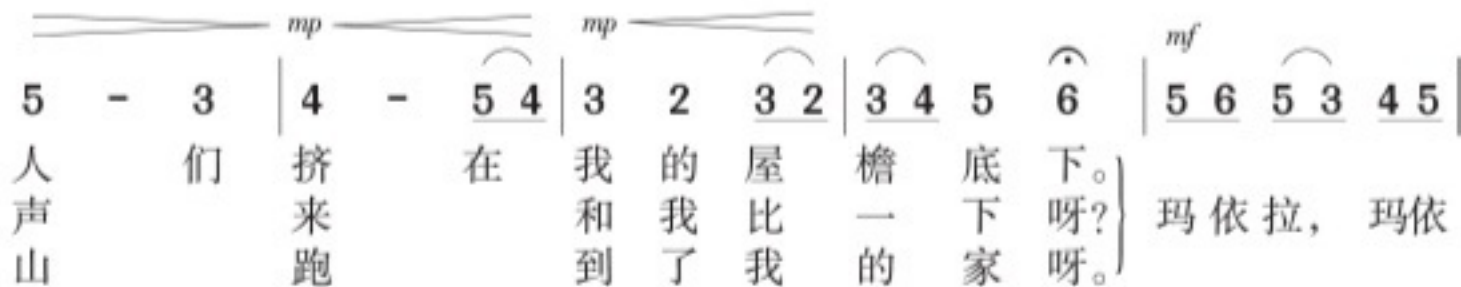 mp mp mf
5 - 3 | 4 - 5 4 | 3 2 3 2 | 3 4 5 6 | 5 6 5 3 4 5 |
人 们 挤 在 我 的 屋 檐 底 下。
声 来 和 我 比 一 下 呀? 玛 依 拉, 玛依
山 跑 到 了 我 的 家 呀。